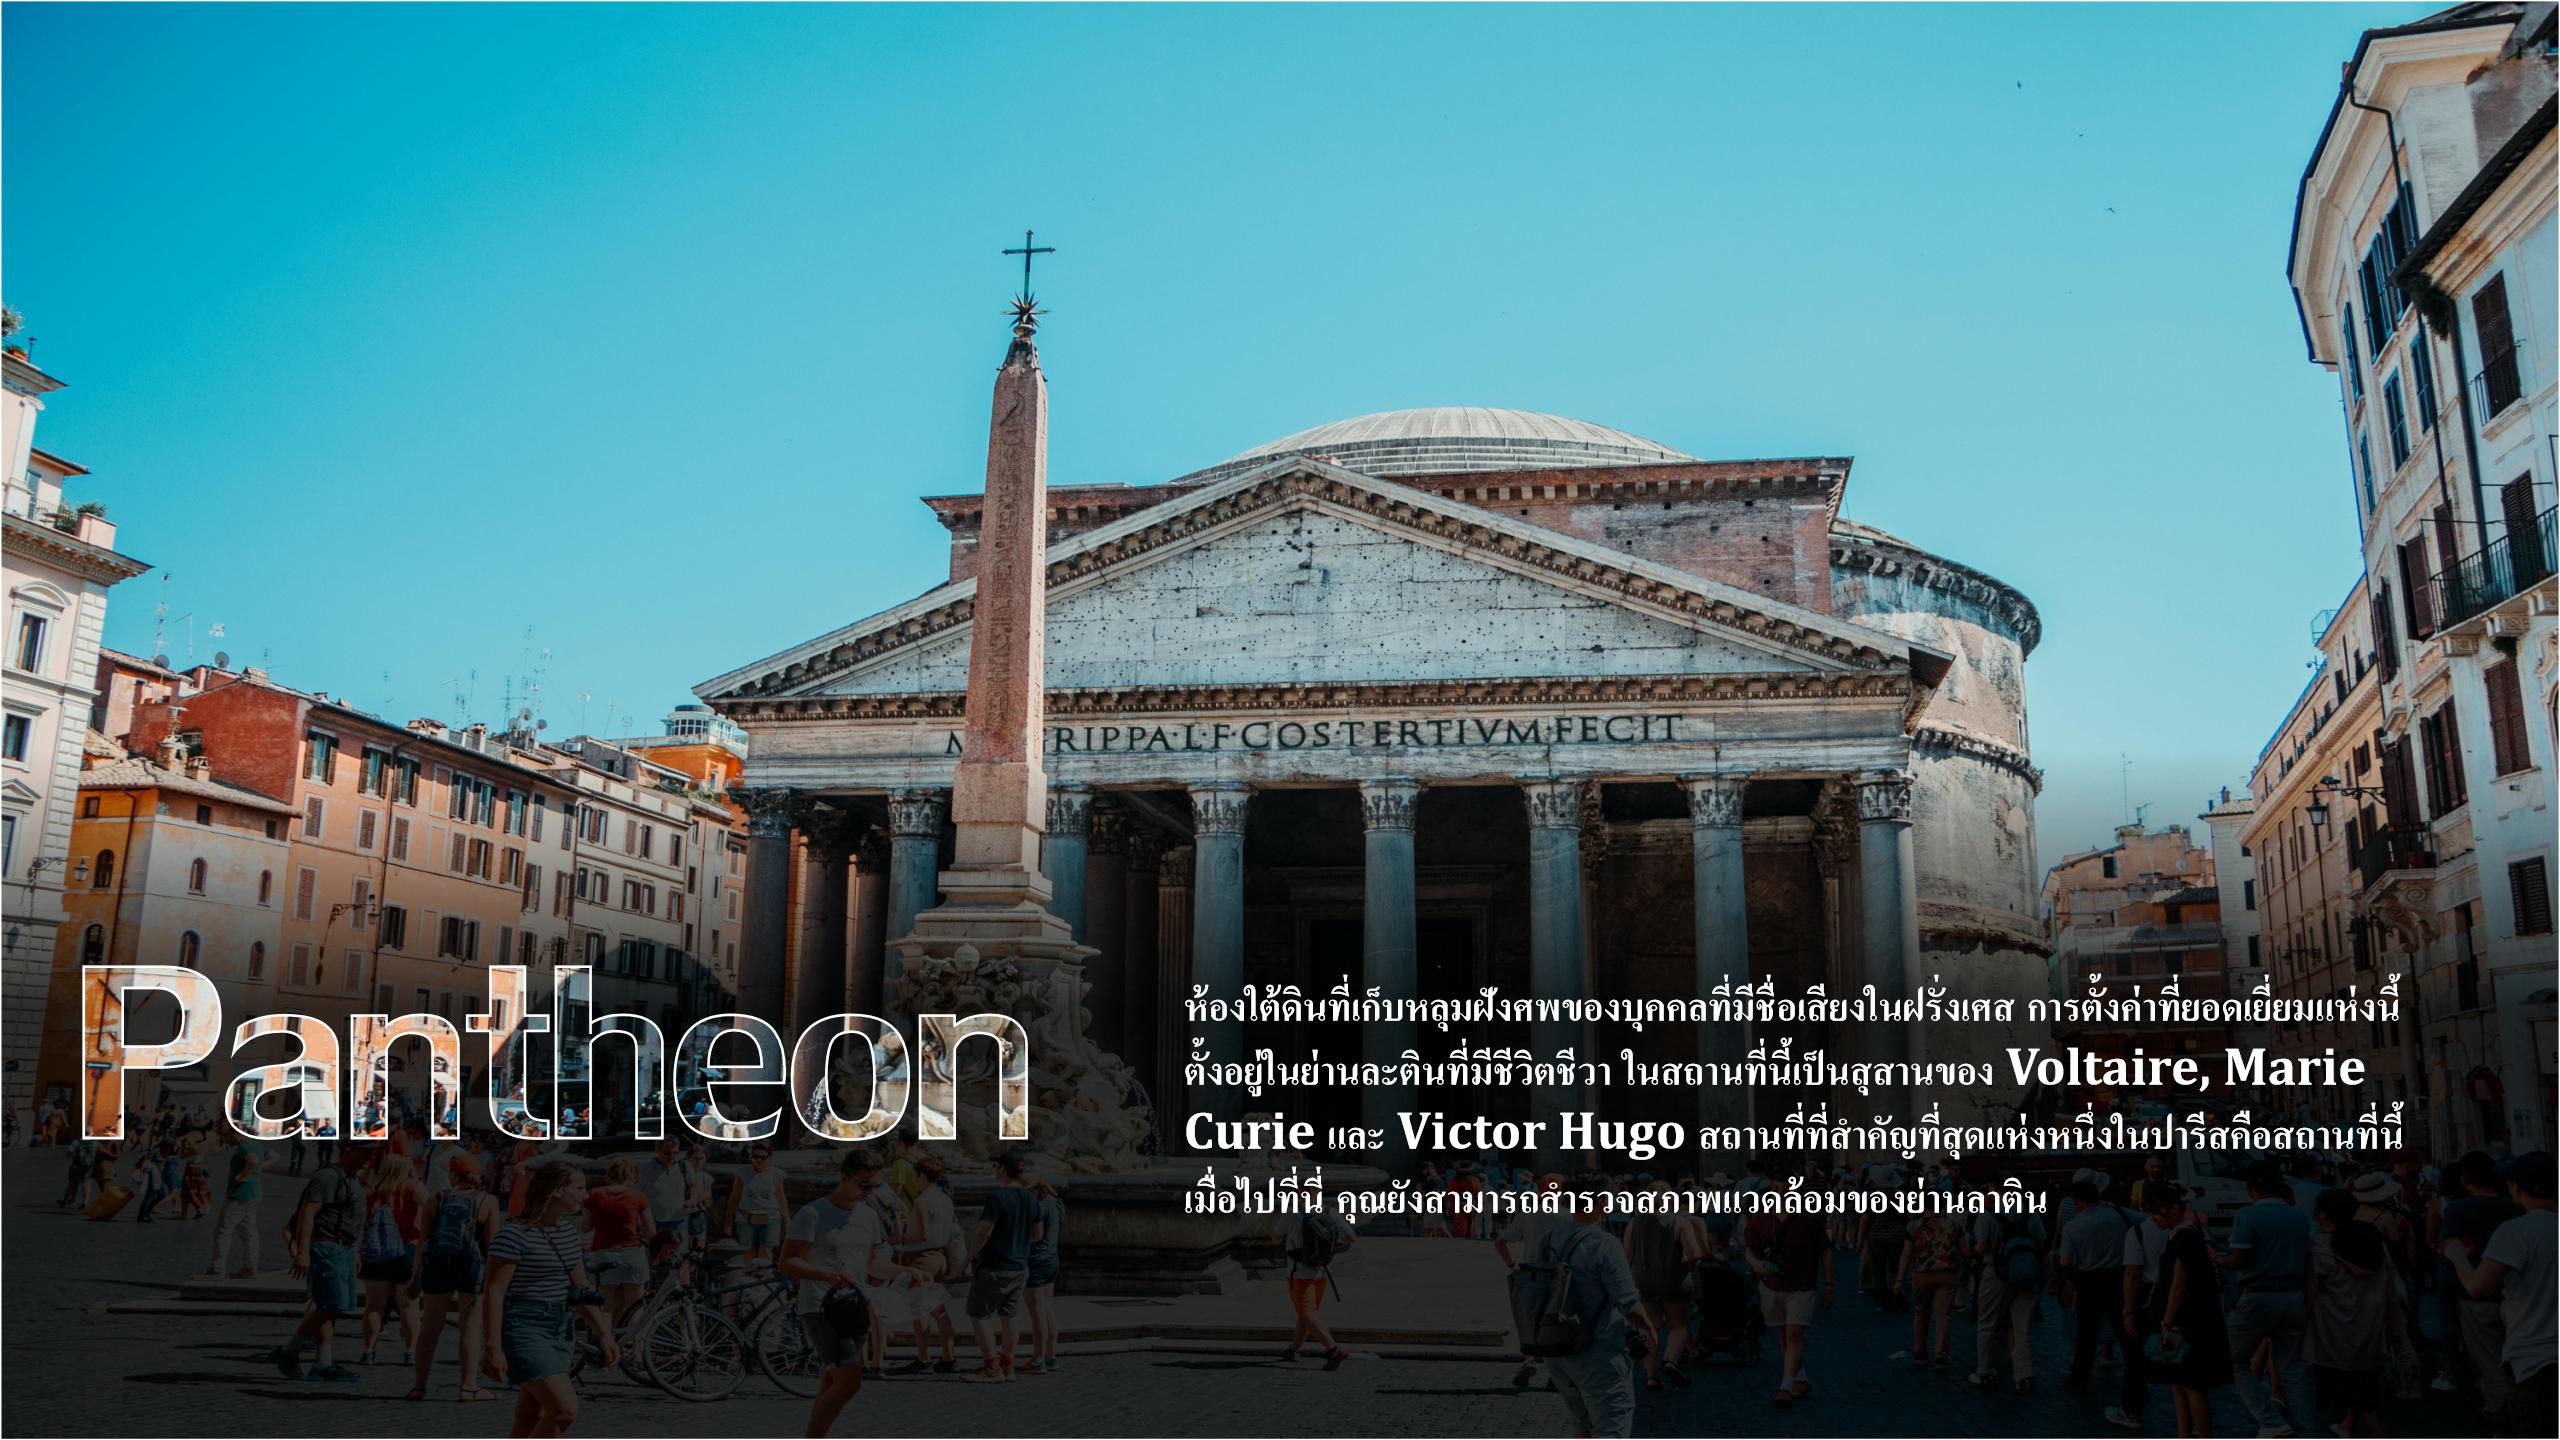 M· RIPPA·L·F·COS·TERTIVM·FECIT
Pantheon
ห้องใต้ดินที่เก็บหลุมฝังศพของบุคคลที่มีชื่อเสียงในฝรั่งเศส การตั้งค่าที่ยอดเยี่ยมแห่งนี้
ตั้งอยู่ในย่านละตินที่มีชีวิตชีวา ในสถานที่นี้เป็นสุสานของ Voltaire, Marie
Curie และ Victor Hugo สถานที่ที่สำคัญที่สุดแห่งหนึ่งในปารีสคือสถานที่นี้
เมื่อไปที่นี่ คุณยังสามารถสำรวจสภาพแวดล้อมของย่านลาติน